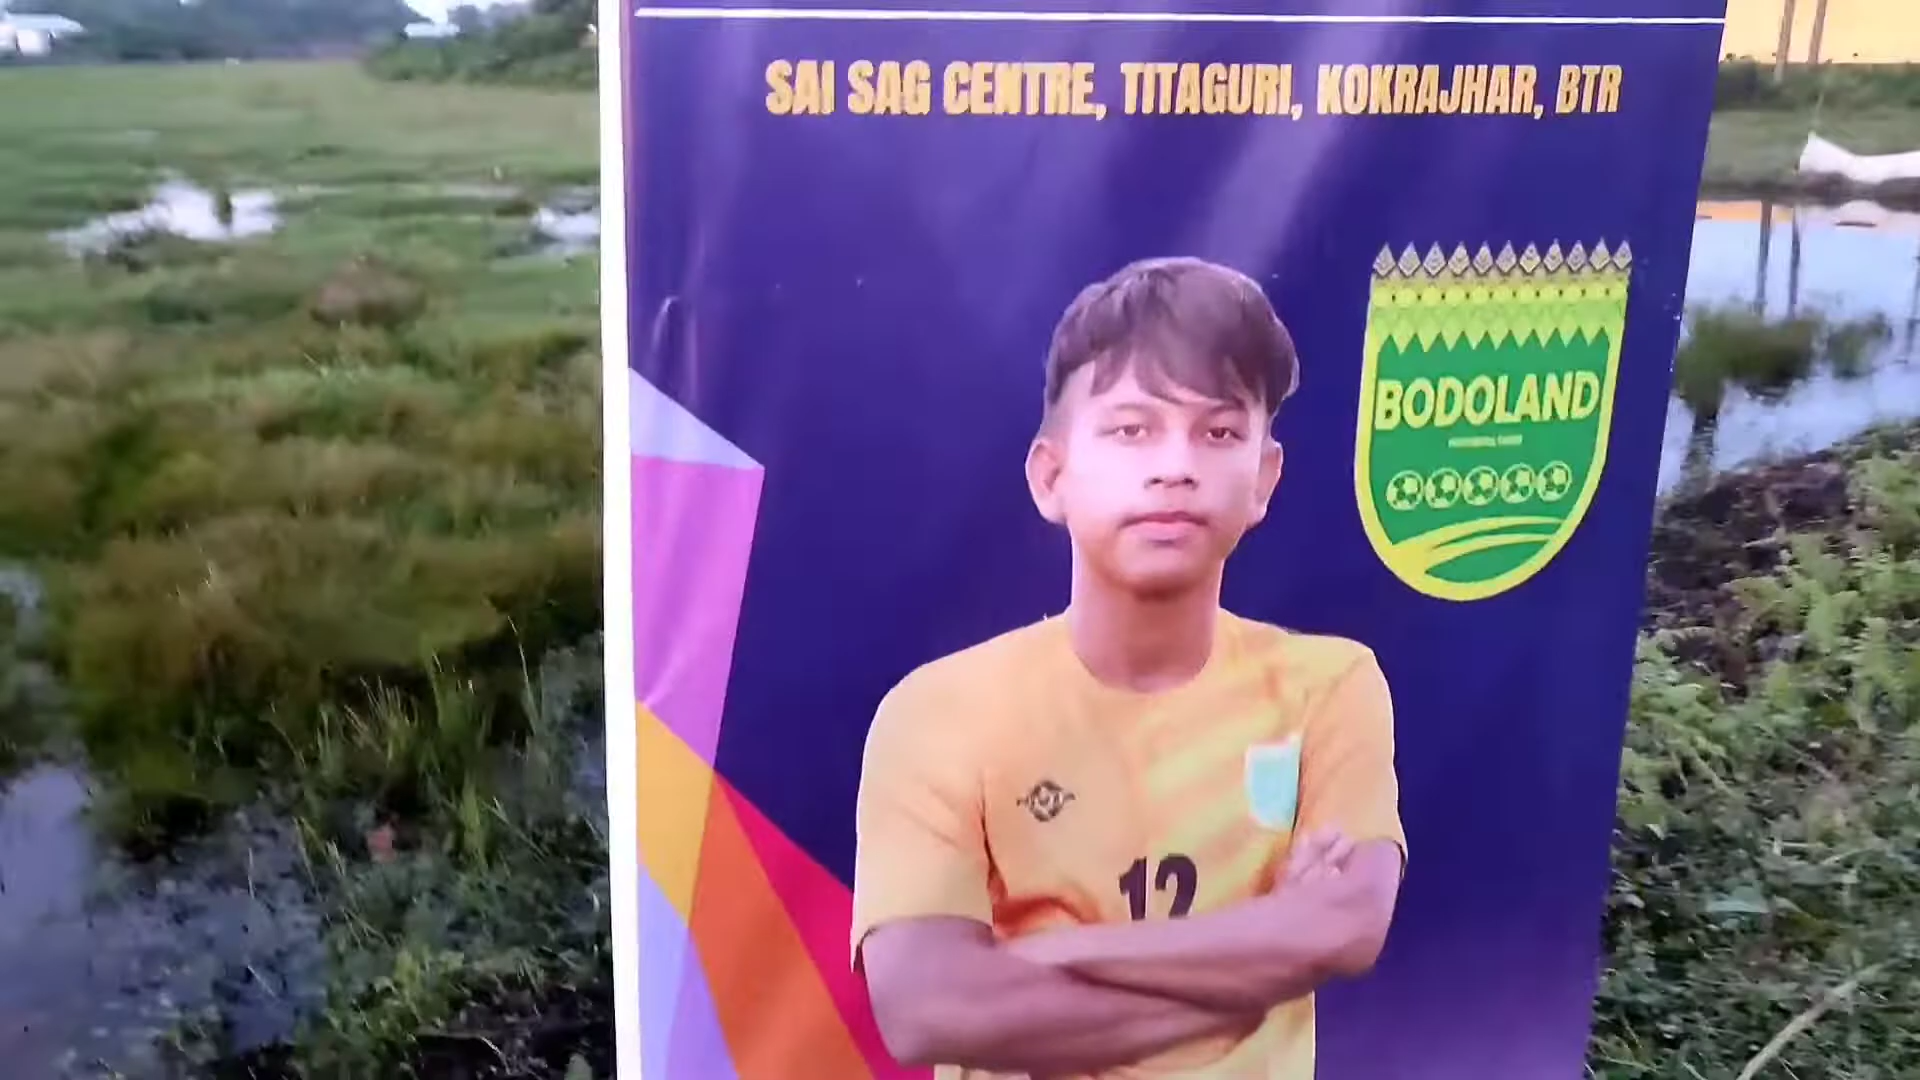 SAI SAG CENTRE, TITAGURI, KOKRAJHAR, BTR
BODOLAND
12